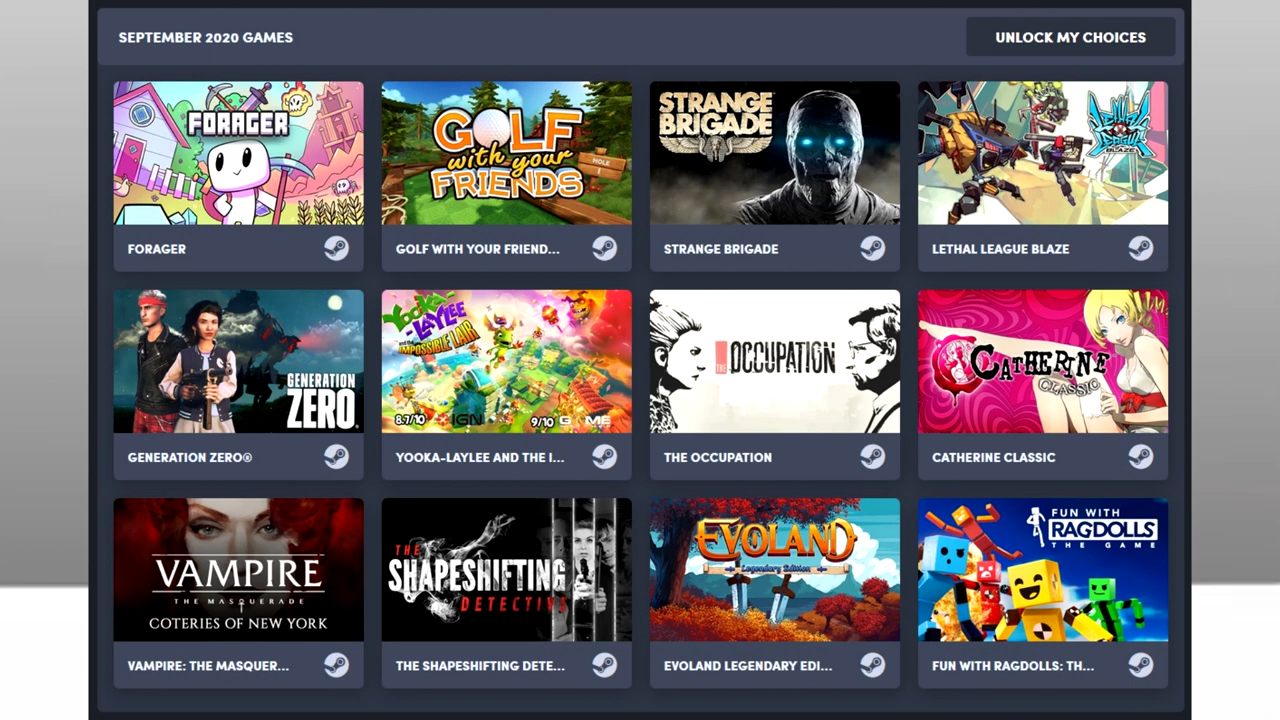 SEPTEMBER 2020 GAMES
UNLOCK MY CHOICES
FORAGER
FORAGER
GOLF
with your
FRIENDS
HOLE
1
GOLF WITH YOUR FRIEND...
STRANGE
BRIGADE
STRANGE BRIGADE
LETHAL
LEAGUE
BLAZE
LETHAL LEAGUE BLAZE
GENERATION
ZERO
GENERATION ZERO®
YOOKA-
-LAYLEE
IMPOSSIBLE LAIR
8.7/10 IGN
9/10
YOOKA-LAYLEE AND THE I...
THE OCCUPATION
THE OCCUPATION
CATHERINE
CLASSIC
CATHERINE CLASSIC
VAMPIRE
THE MASQUERADE
COTERIES OF NEW YORK
VAMPIRE: THE MASQUER...
THE
SHAPESHIFTING
DETECTIVE
THE SHAPESHIFTING DETE...
EVOLAND
Legendary Edition
EVOLAND LEGENDARY EDI...
FUN WITH
RAGDOLLS
THE GAME
FUN WITH RAGDOLLS: TH...